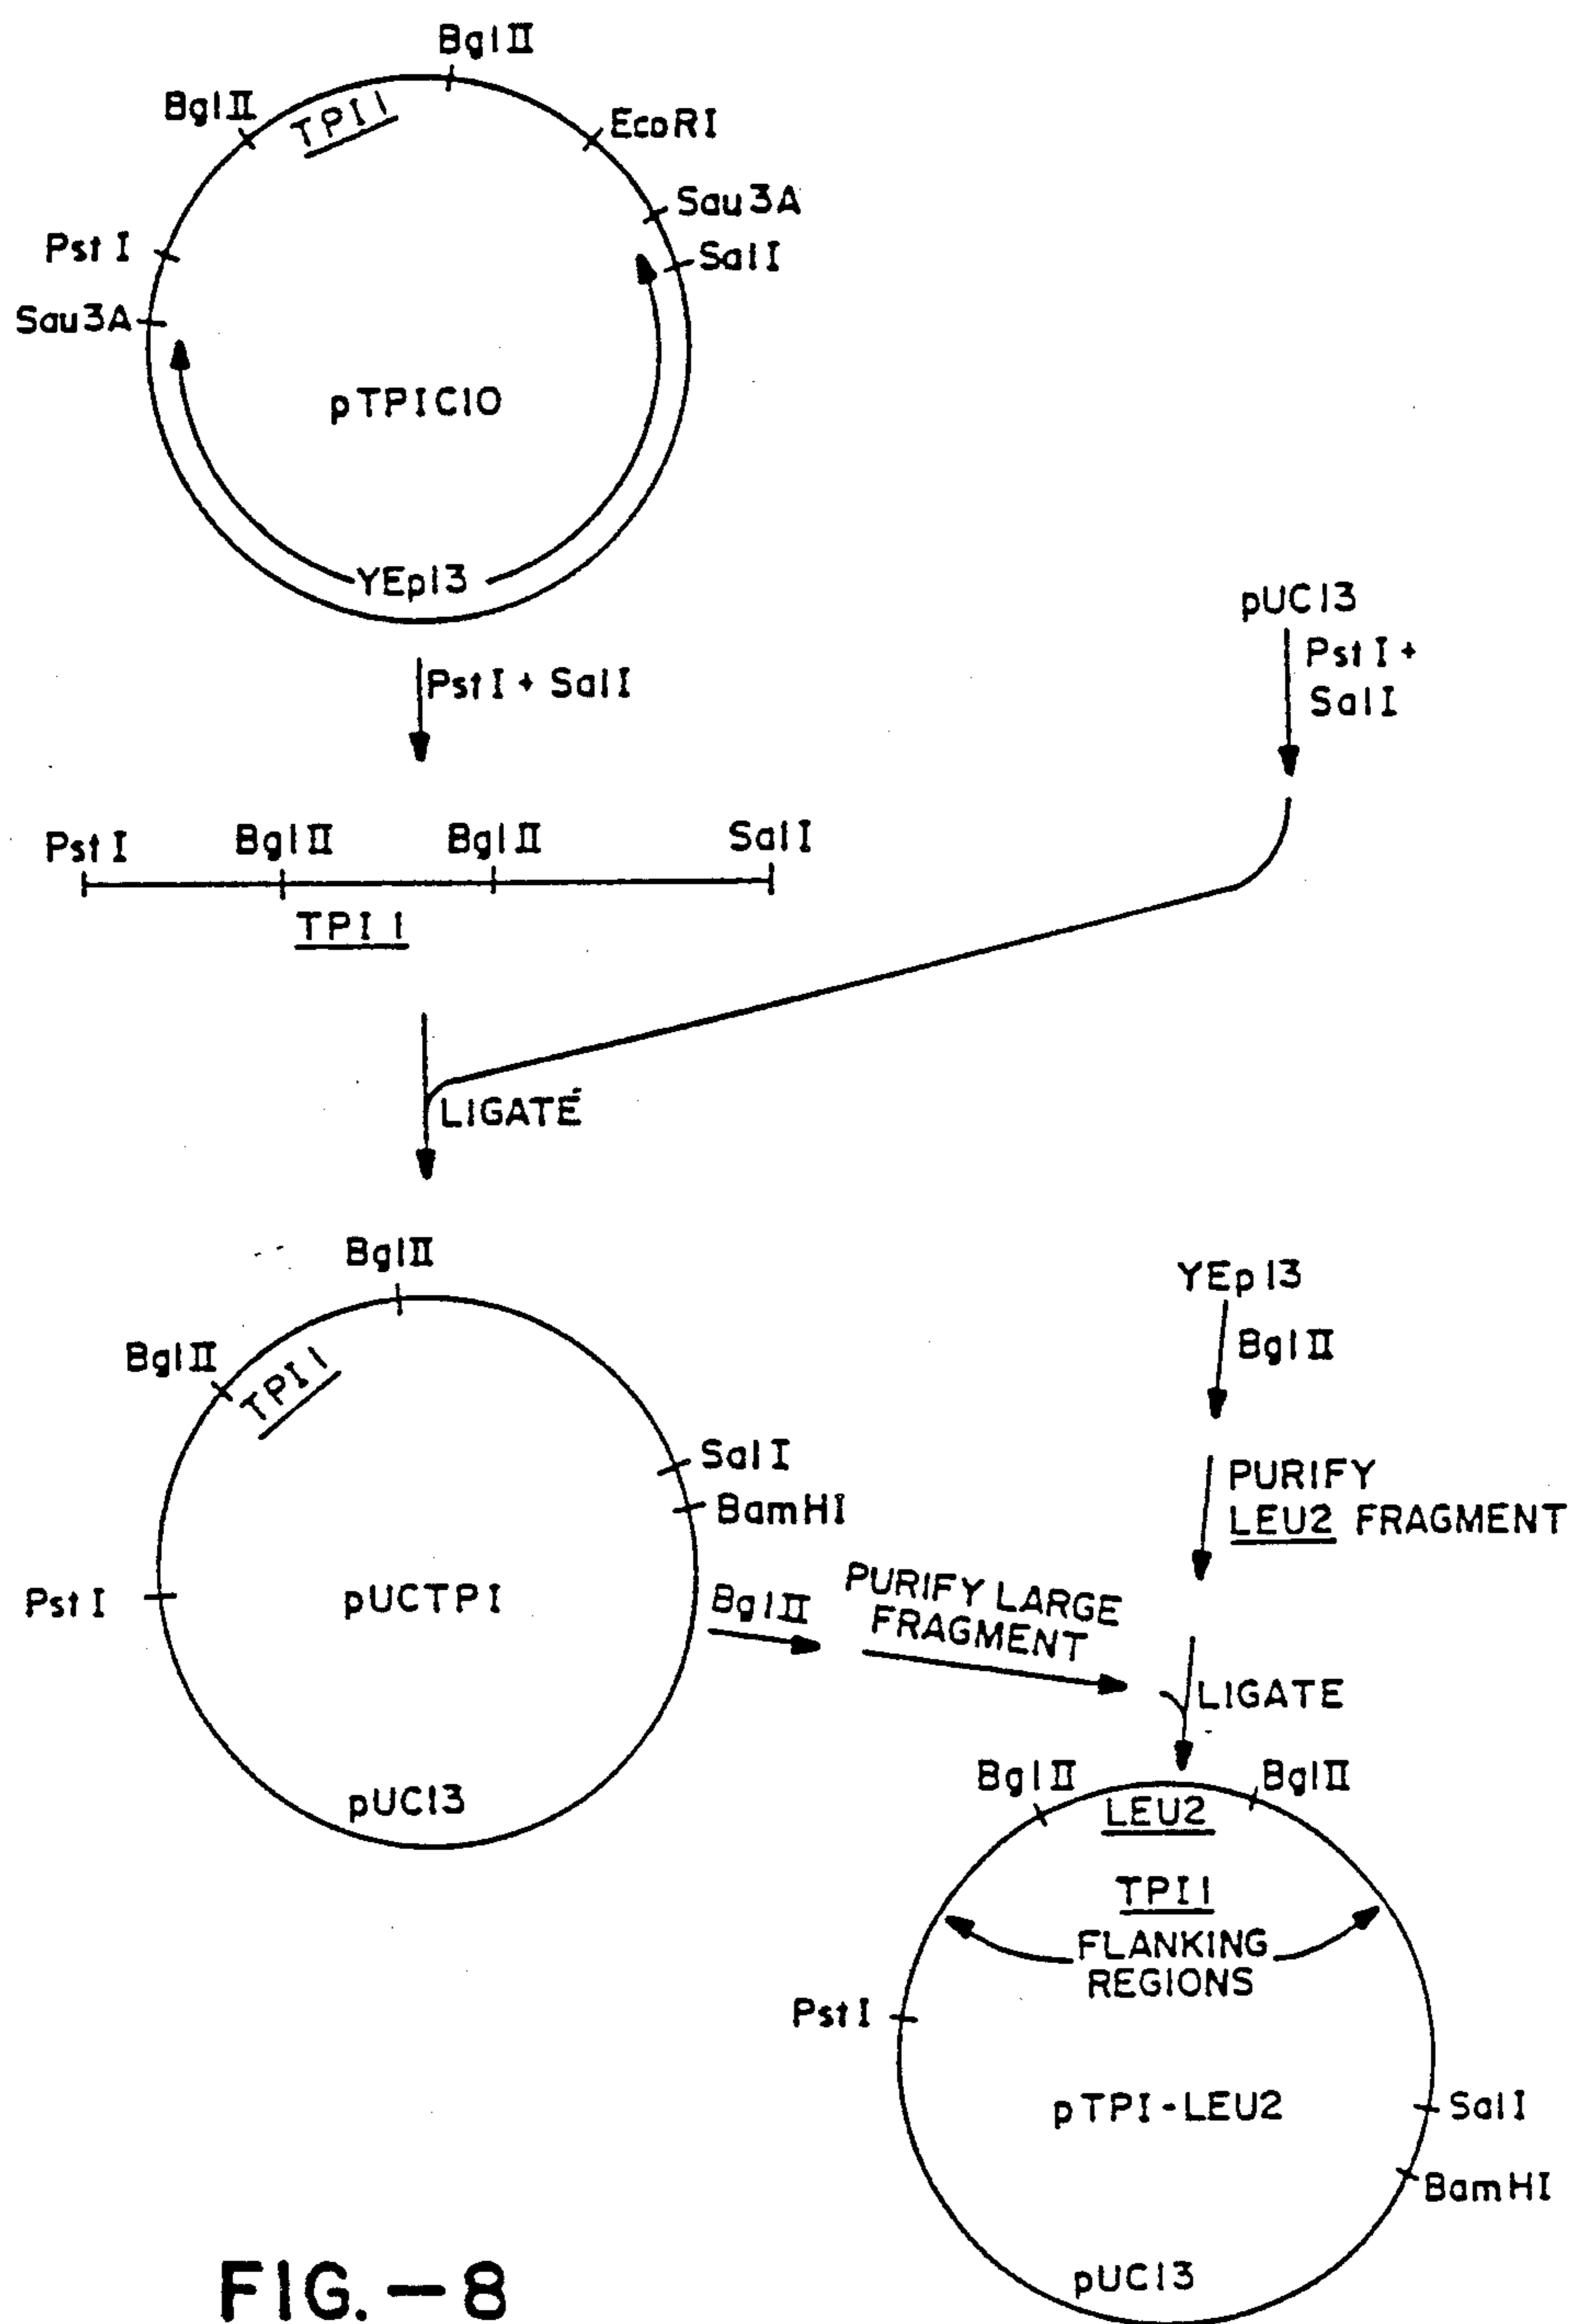 BglII
BglII
TPI1
EcoRI
Sau3A
PstI
SalI
Sau3A
pTPIC10
YEp13
pUC13
PstI +
SalI
PstI + SalI
PstI
BglII
BglII
SalI
TPI1
LIGATE
BglII
YEp13
BglII
BglII
TPI1
SalI
PURIFY
LEU2 FRAGMENT
BamHI
PstI
pUCTPI
BglII
PURIFY LARGE
FRAGMENT
LIGATE
BglII
BglII
pUC13
LEU2
TPI1
FLANKING
REGIONS
PstI
pTPI-LEU2
SalI
BamHI
pUC13
FIG.-8